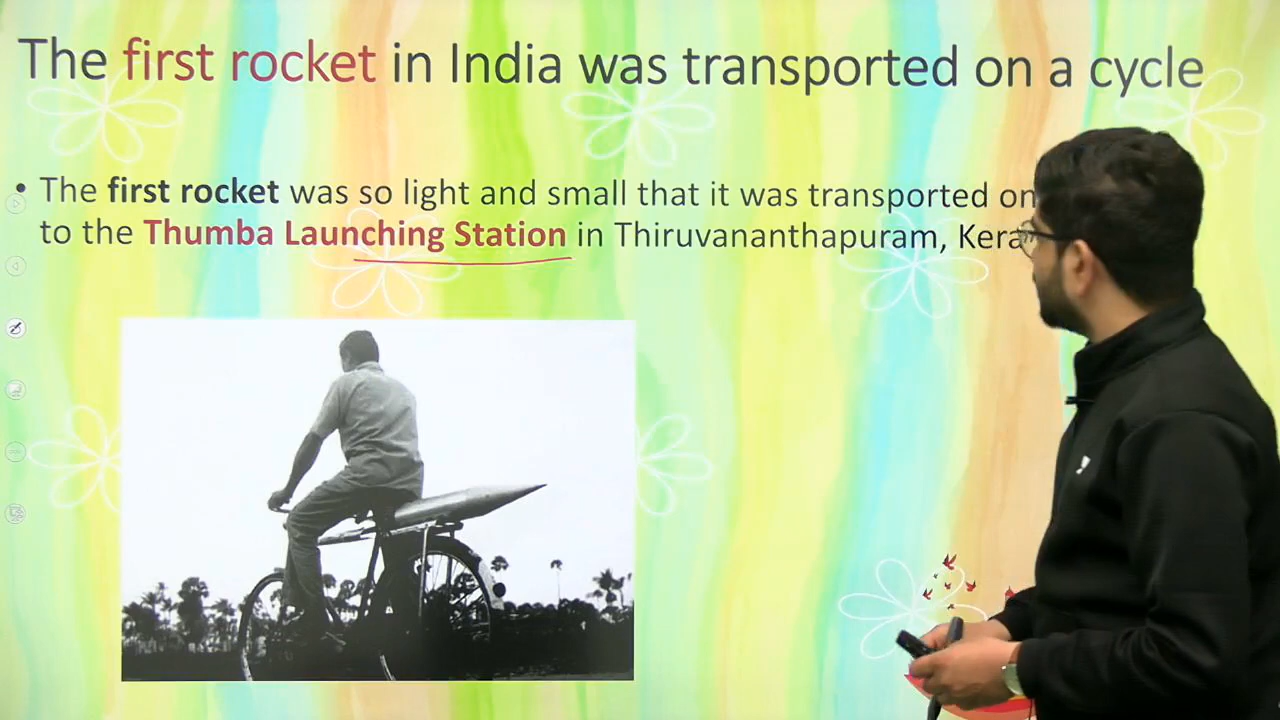 The first rocket in India was transported on a cycle
• The first rocket was so light and small that it was transported on
to the Thumba Launching Station in Thiruvananthapuram,